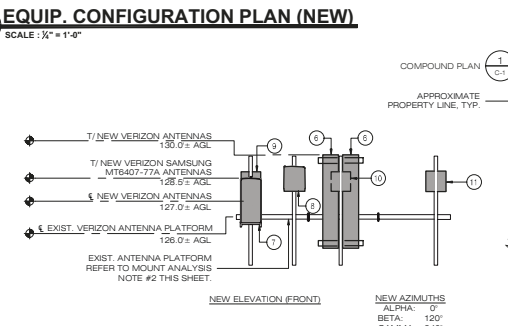 EQUIP. CONFIGURATION PLAN (NEW)
SCALE : ¼" = 1'-0"
COMPOUND PLAN
1
C-1
APPROXIMATE
PROPERTY LINE, TYP.
T/ NEW VERIZON ANTENNAS
130.0'± AGL
T/ NEW VERIZON SAMSUNG
MT6407-77A ANTENNAS
128.5'± AGL
℄ NEW VERIZON ANTENNAS
127.0'± AGL
℄ EXIST. VERIZON ANTENNA PLATFORM
126.0'± AGL
EXIST. ANTENNA PLATFORM
REFER TO MOUNT ANALYSIS
NOTE #2 THIS SHEET.
9
6
6
10
11
8
7
NEW ELEVATION (FRONT)
NEW AZIMUTHS
ALPHA: 0°
BETA: 120°